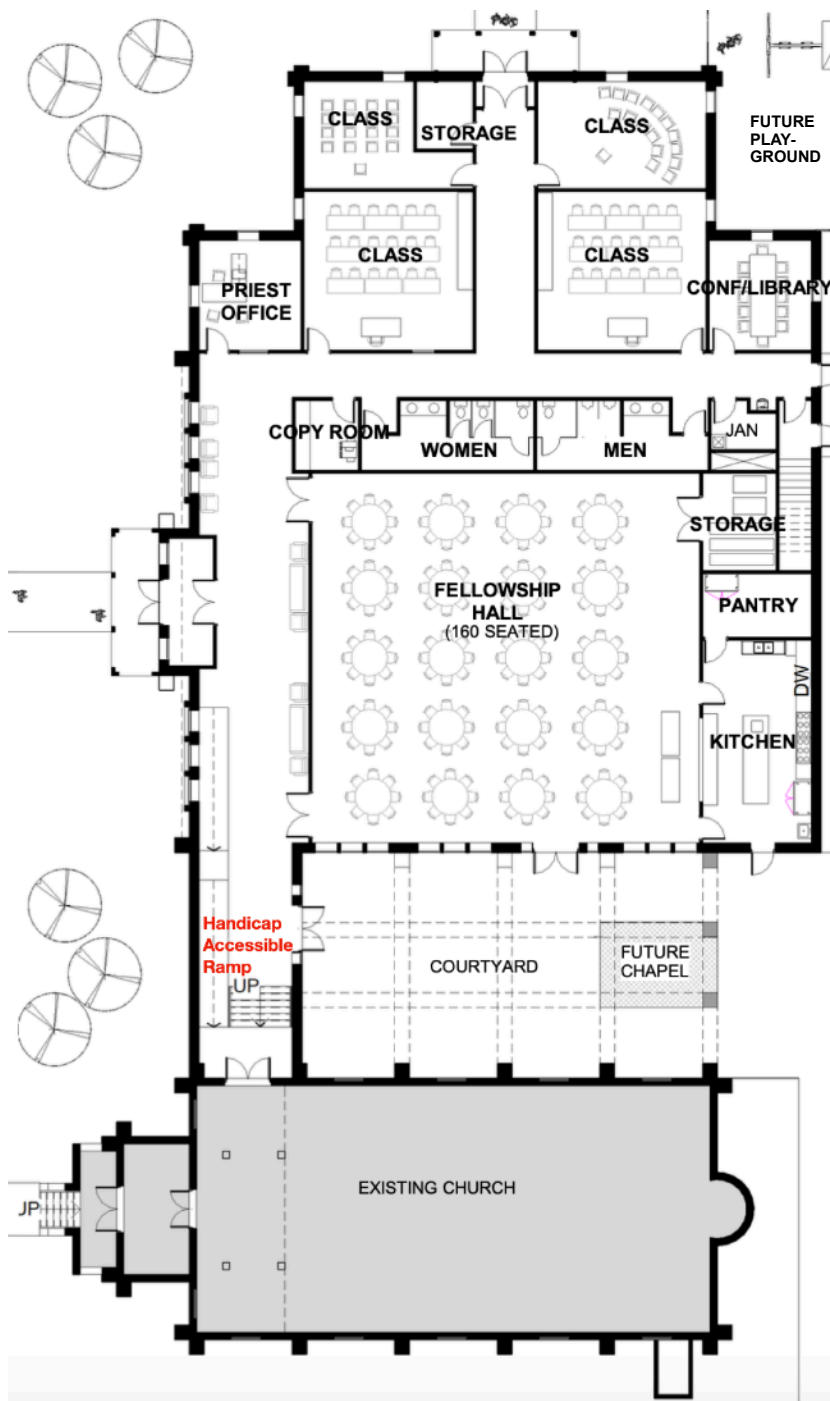 CLASS
STORAGE
CLASS
FUTURE
PLAY-
GROUND
CLASS
CLASS
PRIEST
OFFICE
CONF/LIBRARY
COPY ROOM
WOMEN
MEN
JAN
STORAGE
FELLOWSHIP
HALL
(160 SEATED)
PANTRY
DW
KITCHEN
Handicap
Accessible
Ramp
UP
COURTYARD
FUTURE
CHAPEL
EXISTING CHURCH
UP